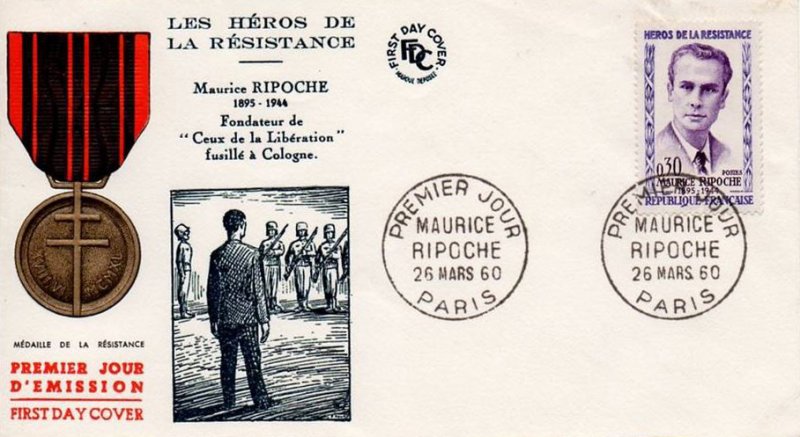 LES HÉROS DE
LA RÉSISTANCE
Maurice RIPOCHE
1895 - 1944
Fondateur de
"Ceux de la Libération"
fusillé à Cologne.
FIRST DAY COVER
FDC
MARQUE DÉPOSÉE
HEROS DE LA RESISTANCE
0,30
POSTES
MAURICE RIPOCHE
1895-1944
REPUBLIQUE FRANÇAISE
PREMIER JOUR
MAURICE
RIPOCHE
26 MARS 60
PARIS
PREMIER JOUR
MAURICE
RIPOCHE
26 MARS 60
PARIS
MÉDAILLE DE LA RÉSISTANCE
PREMIER JOUR
D'EMISSION
FIRST DAY COVER